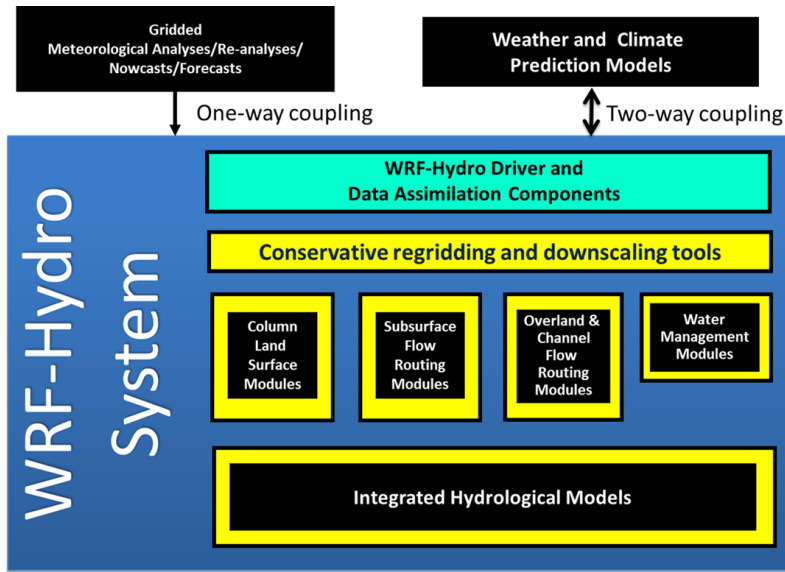 Gridded
Meteorological Analyses/Re-analyses/
Nowcasts/Forecasts
Weather and Climate
Prediction Models
One-way coupling
Two-way coupling
WRF-Hydro
System
WRF-Hydro Driver and
Data Assimilation Components
Conservative regridding and downscaling tools
Column
Land
Surface
Modules
Subsurface
Flow
Routing
Modules
Overland &
Channel
Flow
Routing
Modules
Water
Management
Modules
Integrated Hydrological Models